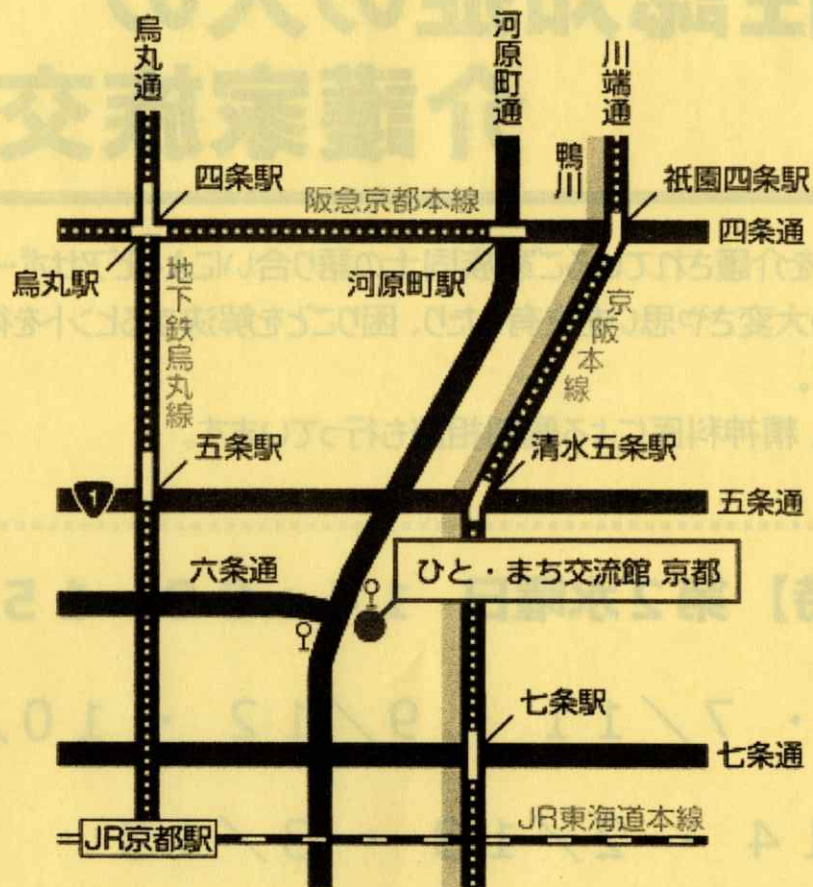 烏丸通
河原町通
川端通
鴨川
四条駅
阪急京都本線
祇園四条駅
四条通
烏丸駅
河原町駅
地下鉄烏丸線
京阪本線
五条駅
清水五条駅
1
五条通
六条通
ひと・まち交流館 京都
七条駅
七条通
JR東海道本線
JR京都駅